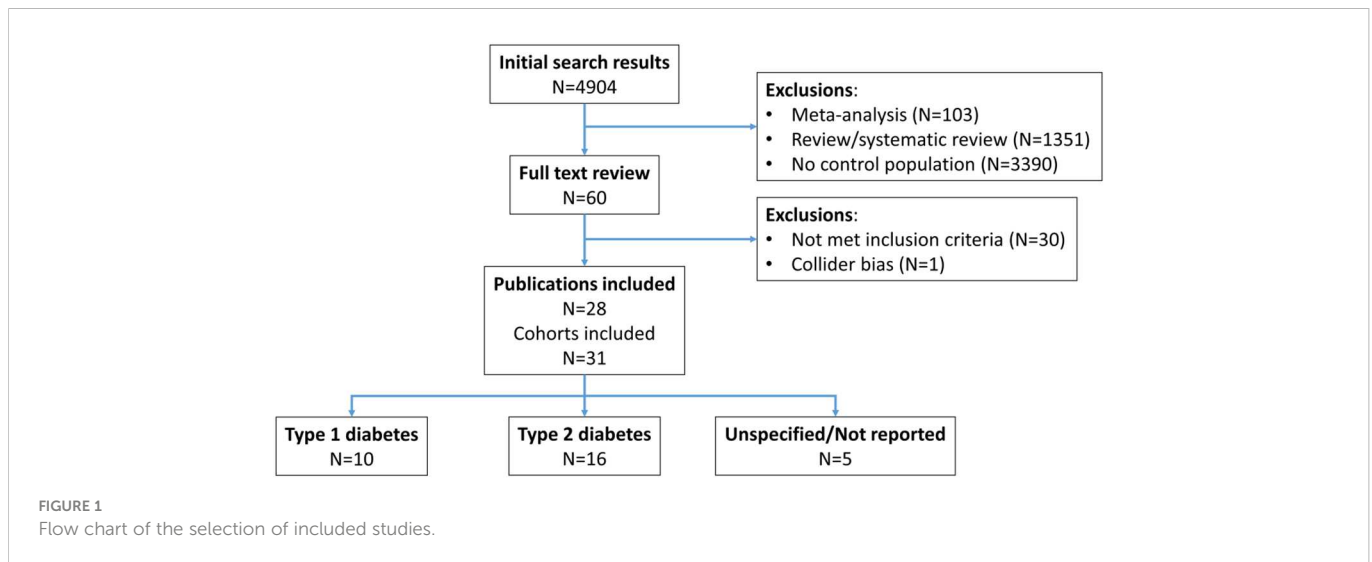 Initial search results
N=4904
Exclusions:
• Meta-analysis (N=103)
• Review/systematic review (N=1351)
• No control population (N=3390)
Full text review
N=60
Exclusions:
• Not met inclusion criteria (N=30)
• Collider bias (N=1)
Publications included
N=28
Cohorts included
N=31
Type 1 diabetes
N=10
Type 2 diabetes
N=16
Unspecified/Not reported
N=5
FIGURE 1
Flow chart of the selection of included studies.